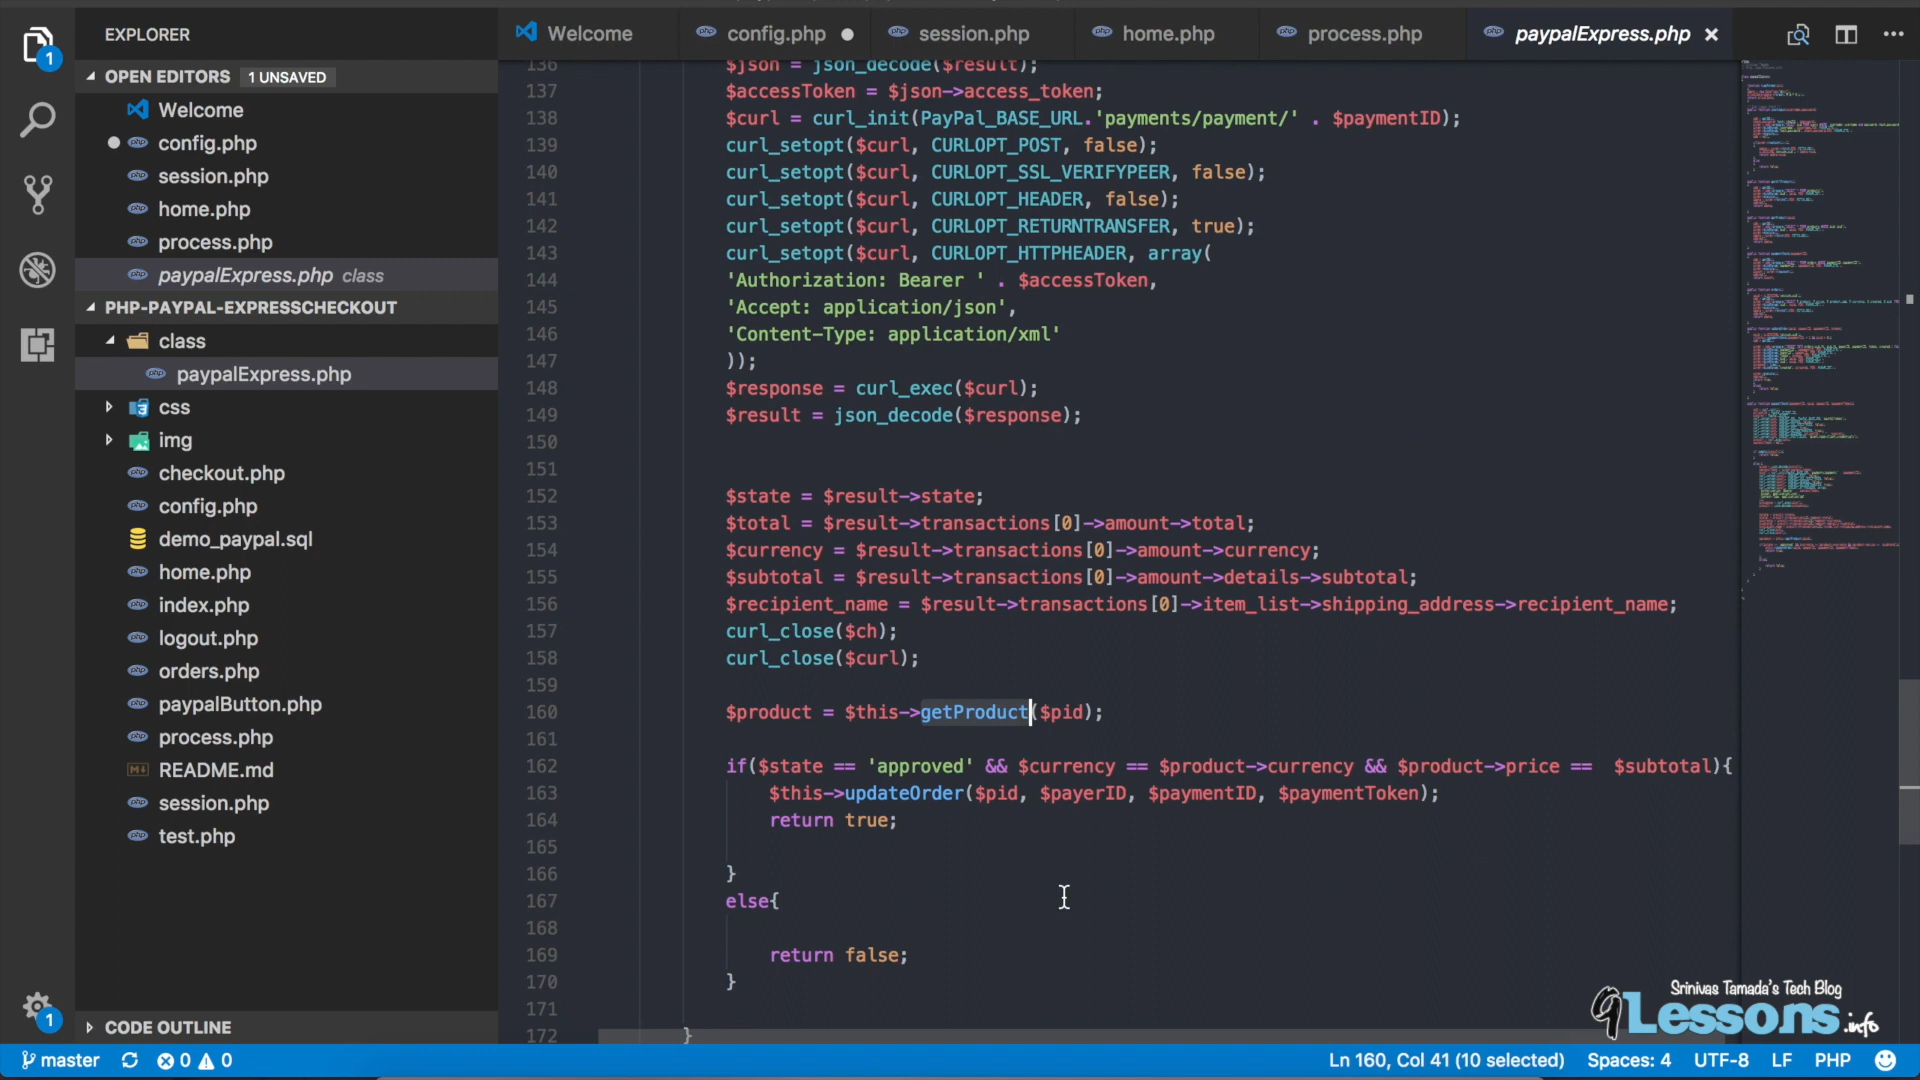 EXPLORER
OPEN EDITORS 1 UNSAVED
Welcome
config.php
session.php
home.php
process.php
paypalExpress.php class
PHP-PAYPAL-EXPRESSCHECKOUT
class
paypalExpress.php
css
img
checkout.php
config.php
demo_paypal.sql
home.php
index.php
logout.php
orders.php
paypalButton.php
process.php
README.md
session.php
test.php
CODE OUTLINE
1
1
Welcome config.php session.php home.php process.php paypalExpress.php
136 $json = json_decode($result);
137 $accessToken = $json->access_token;
138 $curl = curl_init(PayPal_BASE_URL.'payments/payment/' . $paymentID);
139 curl_setopt($curl, CURLOPT_POST, false);
140 curl_setopt($curl, CURLOPT_SSL_VERIFYPEER, false);
141 curl_setopt($curl, CURLOPT_HEADER, false);
142 curl_setopt($curl, CURLOPT_RETURNTRANSFER, true);
143 curl_setopt($curl, CURLOPT_HTTPHEADER, array(
144 'Authorization: Bearer ' . $accessToken,
145 'Accept: application/json',
146 'Content-Type: application/xml'
147 ));
148 $response = curl_exec($curl);
149 $result = json_decode($response);
150
151
152 $state = $result->state;
153 $total = $result->transactions[0]->amount->total;
154 $currency = $result->transactions[0]->amount->currency;
155 $subtotal = $result->transactions[0]->amount->details->subtotal;
156 $recipient_name = $result->transactions[0]->item_list->shipping_address->recipient_name;
157 curl_close($ch);
158 curl_close($curl);
159
160 $product = $this->getProduct($pid);
161
162 if($state == 'approved' && $currency == $product->currency && $product->price ==  $subtotal){
163 $this->updateOrder($pid, $payerID, $paymentID, $paymentToken);
164 return true;
165
166 }
167 else{
168
169 return false;
170 }
171
172 }
Srinivas Tamada's Tech Blog
9Lessons.info
master 0 0 Ln 160, Col 41 (10 selected) Spaces: 4 UTF-8 LF PHP